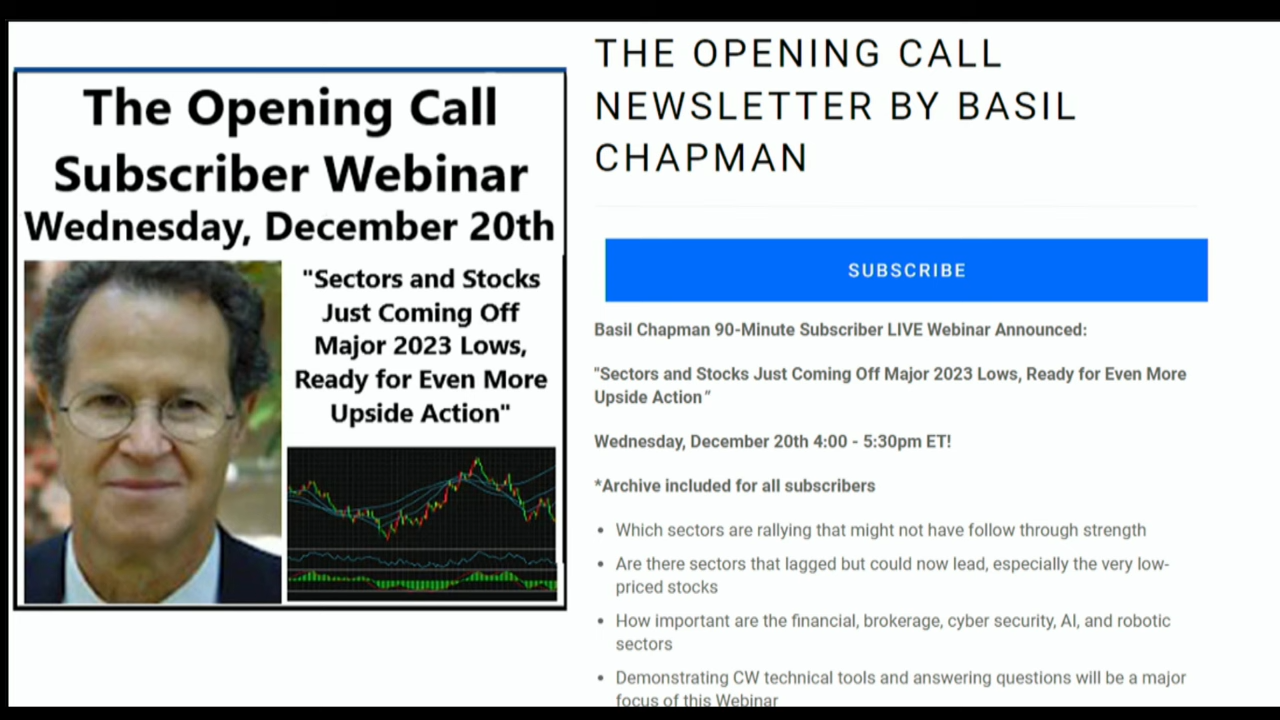 The Opening Call
Subscriber Webinar
Wednesday, December 20th
"Sectors and Stocks
Just Coming Off
Major 2023 Lows,
Ready for Even More
Upside Action"
THE OPENING CALL
NEWSLETTER BY BASIL
CHAPMAN
SUBSCRIBE
Basil Chapman 90-Minute Subscriber LIVE Webinar Announced:
"Sectors and Stocks Just Coming Off Major 2023 Lows, Ready for Even More
Upside Action”
Wednesday, December 20th 4:00 - 5:30pm ET!
*Archive included for all subscribers
• Which sectors are rallying that might not have follow through strength
• Are there sectors that lagged but could now lead, especially the very low-
priced stocks
• How important are the financial, brokerage, cyber security, AI, and robotic
sectors
• Demonstrating CW technical tools and answering questions will be a major
focus of this Webinar